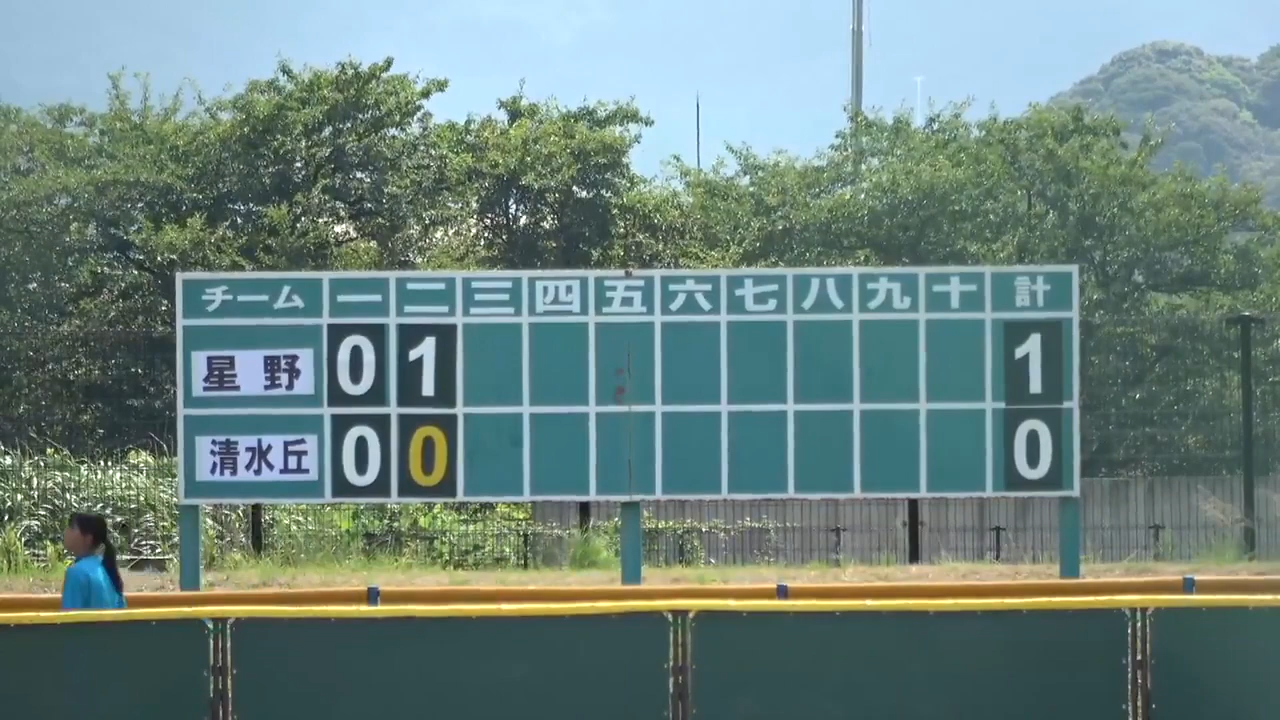 チーム 一 二 三 四 五 六 七 八 九 十 計
星野 0 1 1
清水丘 0 0 0